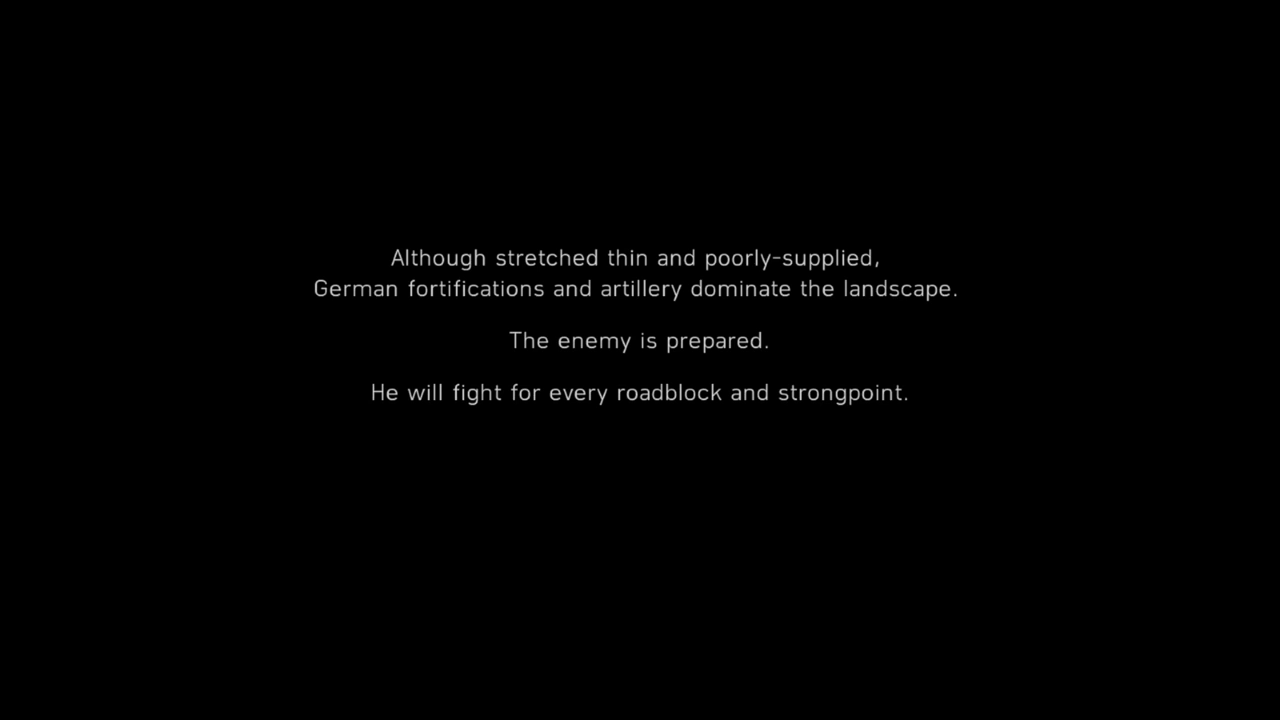 Although stretched thin and poorly-supplied,
German fortifications and artillery dominate the landscape.
The enemy is prepared.
He will fight for every roadblock and strongpoint.